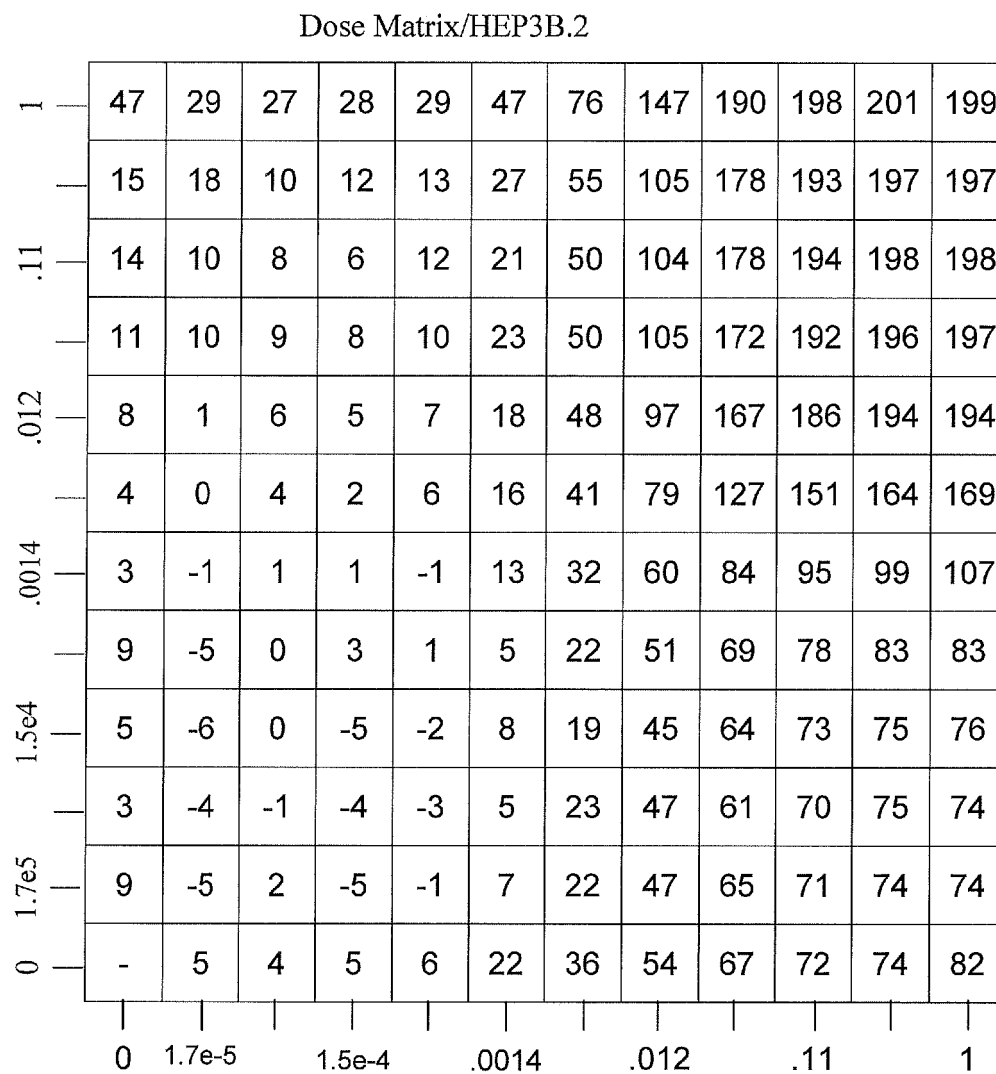 Dose Matrix/HEP3B.2
1 47 29 27 28 29 47 76 147 190 198 201 199
15 18 10 12 13 27 55 105 178 193 197 197
.11 14 10 8 6 12 21 50 104 178 194 198 198
11 10 9 8 10 23 50 105 172 192 196 197
.012 8 1 6 5 7 18 48 97 167 186 194 194
4 0 4 2 6 16 41 79 127 151 164 169
.0014 3 -1 1 1 -1 13 32 60 84 95 99 107
9 -5 0 3 1 5 22 51 69 78 83 83
1.5e4 5 -6 0 -5 -2 8 19 45 64 73 75 76
3 -4 -1 -4 -3 5 23 47 61 70 75 74
1.7e5 9 -5 2 -5 -1 7 22 47 65 71 74 74
0 - 5 4 5 6 22 36 54 67 72 74 82
0 1.7e-5 1.5e-4 .0014 .012 .11 1